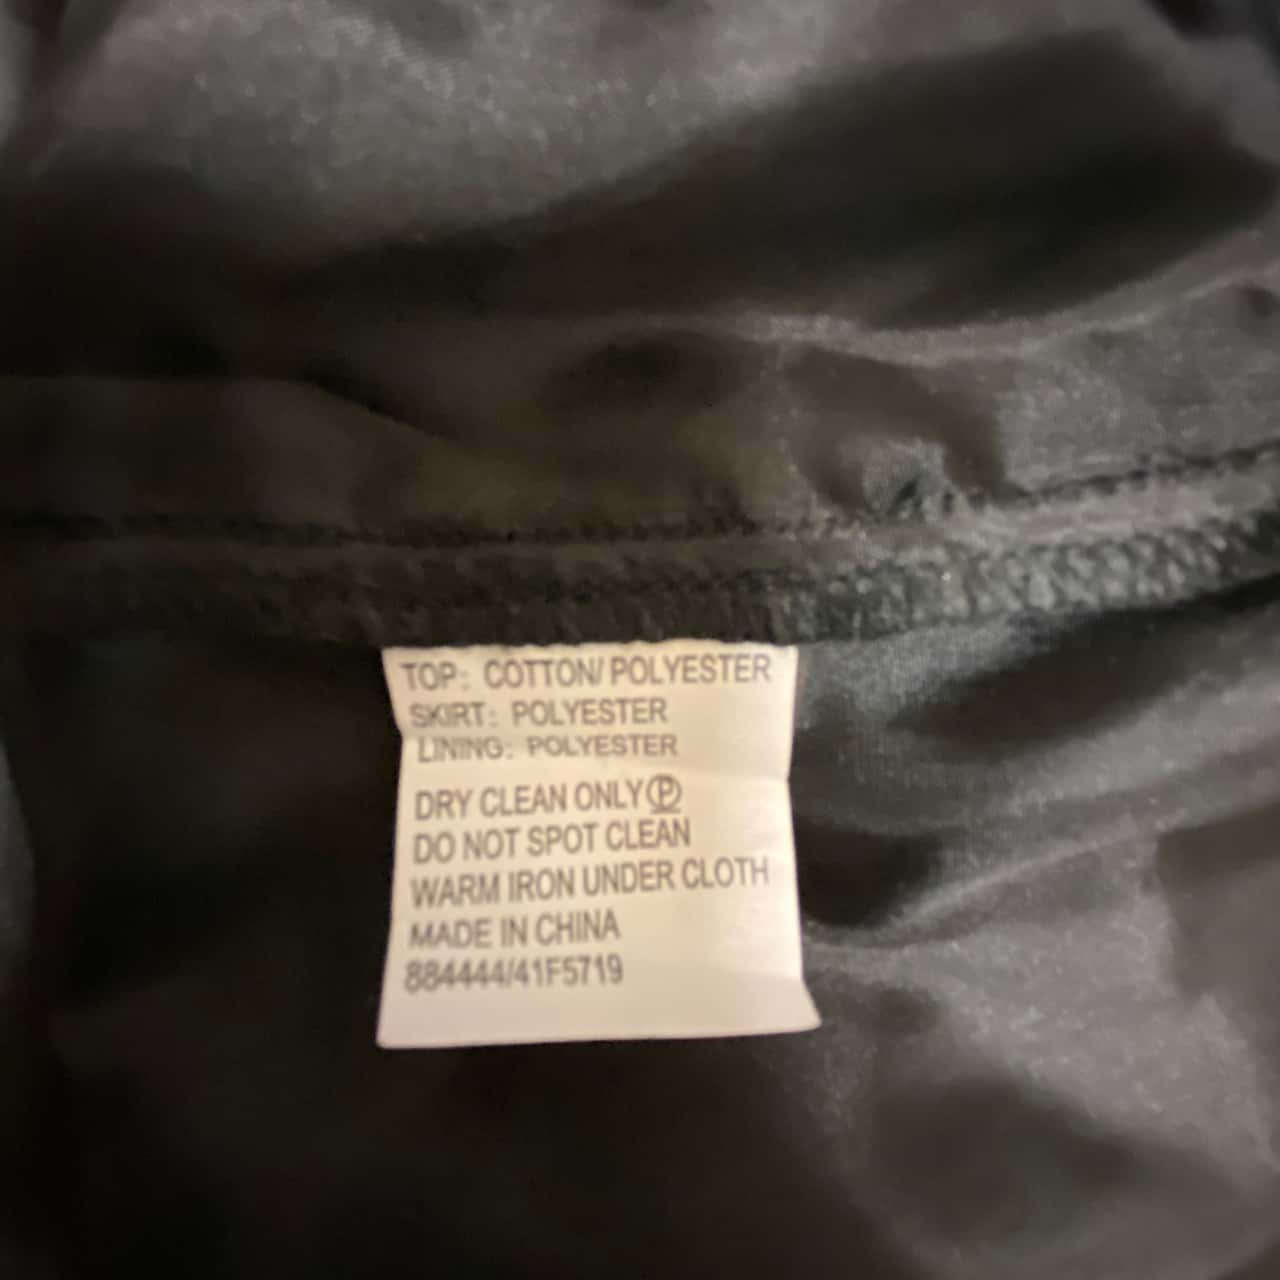 TOP: COTTON/ POLYESTER
SKIRT: POLYESTER
LINING: POLYESTER
DRY CLEAN ONLY Ⓟ
DO NOT SPOT CLEAN
WARM IRON UNDER CLOTH
MADE IN CHINA
884444/41F5719